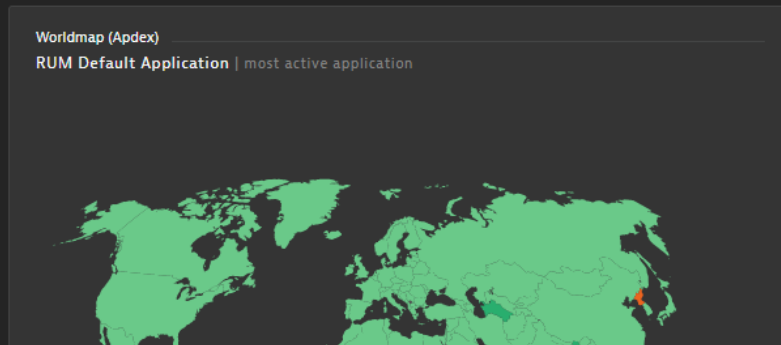 Worldmap (Apdex)
RUM Default Application | most active application